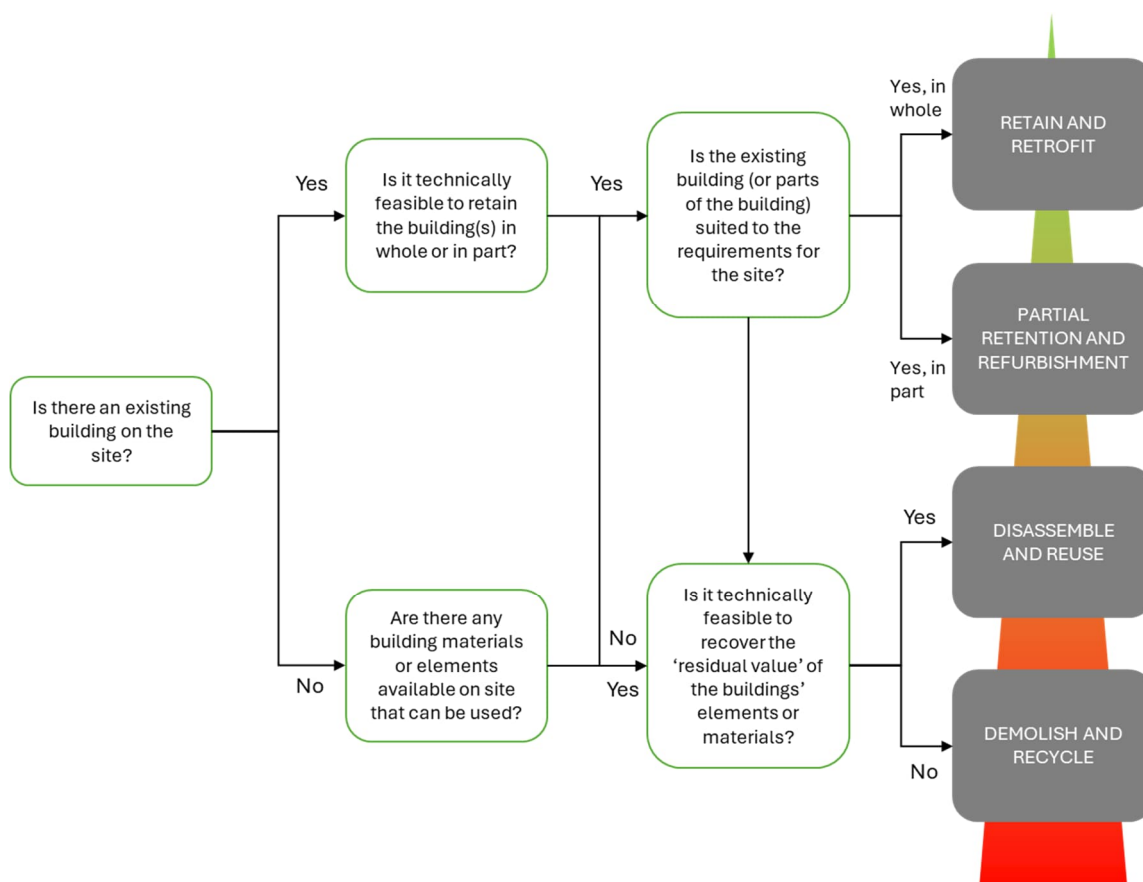 Is there an existing
building on the
site?
Yes
No
Is it technically
feasible to retain
the building(s) in
whole or in part?
Are there any
building materials
or elements
available on site
that can be used?
Yes
No
Yes
Is the existing
building (or parts
of the building)
suited to the
requirements for
the site?
Is it technically
feasible to
recover the
‘residual value’ of
the buildings’
elements or
materials?
Yes, in
whole
Yes, in
part
Yes
No
RETAIN AND
RETROFIT
PARTIAL
RETENTION AND
REFURBISHMENT
DISASSEMBLE
AND REUSE
DEMOLISH AND
RECYCLE